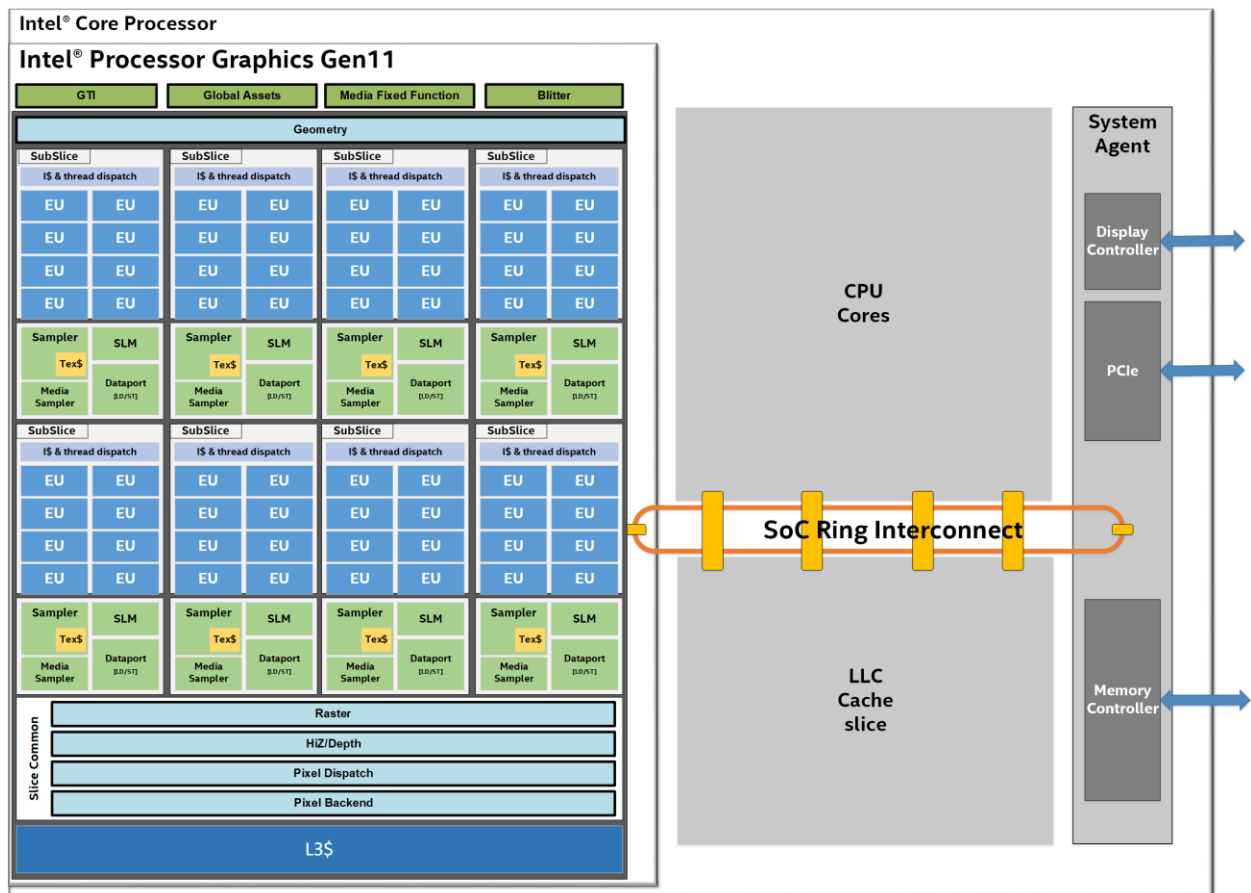 Intel® Core Processor
Intel® Processor Graphics Gen11
GTI Global Assets Media Fixed Function Blitter
Geometry
SubSlice SubSlice SubSlice SubSlice
I$ & thread dispatch I$ & thread dispatch I$ & thread dispatch I$ & thread dispatch
EU EU EU EU EU EU EU EU
EU EU EU EU EU EU EU EU
EU EU EU EU EU EU EU EU
EU EU EU EU EU EU EU EU
Sampler SLM Sampler SLM Sampler SLM Sampler SLM
Tex$ Tex$ Tex$ Tex$
Media Dataport Media Dataport Media Dataport Media Dataport
Sampler [LD/ST] Sampler [LD/ST] Sampler [LD/ST] Sampler [LD/ST]
SubSlice SubSlice SubSlice SubSlice
I$ & thread dispatch I$ & thread dispatch I$ & thread dispatch I$ & thread dispatch
EU EU EU EU EU EU EU EU
EU EU EU EU EU EU EU EU
EU EU EU EU EU EU EU EU
EU EU EU EU EU EU EU EU
Sampler SLM Sampler SLM Sampler SLM Sampler SLM
Tex$ Tex$ Tex$ Tex$
Media Dataport Media Dataport Media Dataport Media Dataport
Sampler [LD/ST] Sampler [LD/ST] Sampler [LD/ST] Sampler [LD/ST]
Slice Common
Raster
HiZ/Depth
Pixel Dispatch
Pixel Backend
L3$
CPU
Cores
SoC Ring Interconnect
LLC
Cache
slice
System
Agent
Display
Controller
PCIe
Memory
Controller